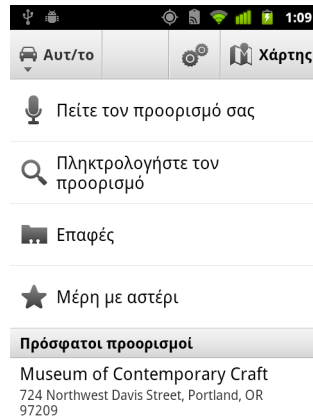 1:09
Αυτ/το
Χάρτης
Πείτε τον προορισμό σας
Πληκτρολογήστε τον
προορισμό
Επαφές
Μέρη με αστέρι
Πρόσφατοι προορισμοί
Museum of Contemporary Craft
724 Northwest Davis Street, Portland, OR
97209